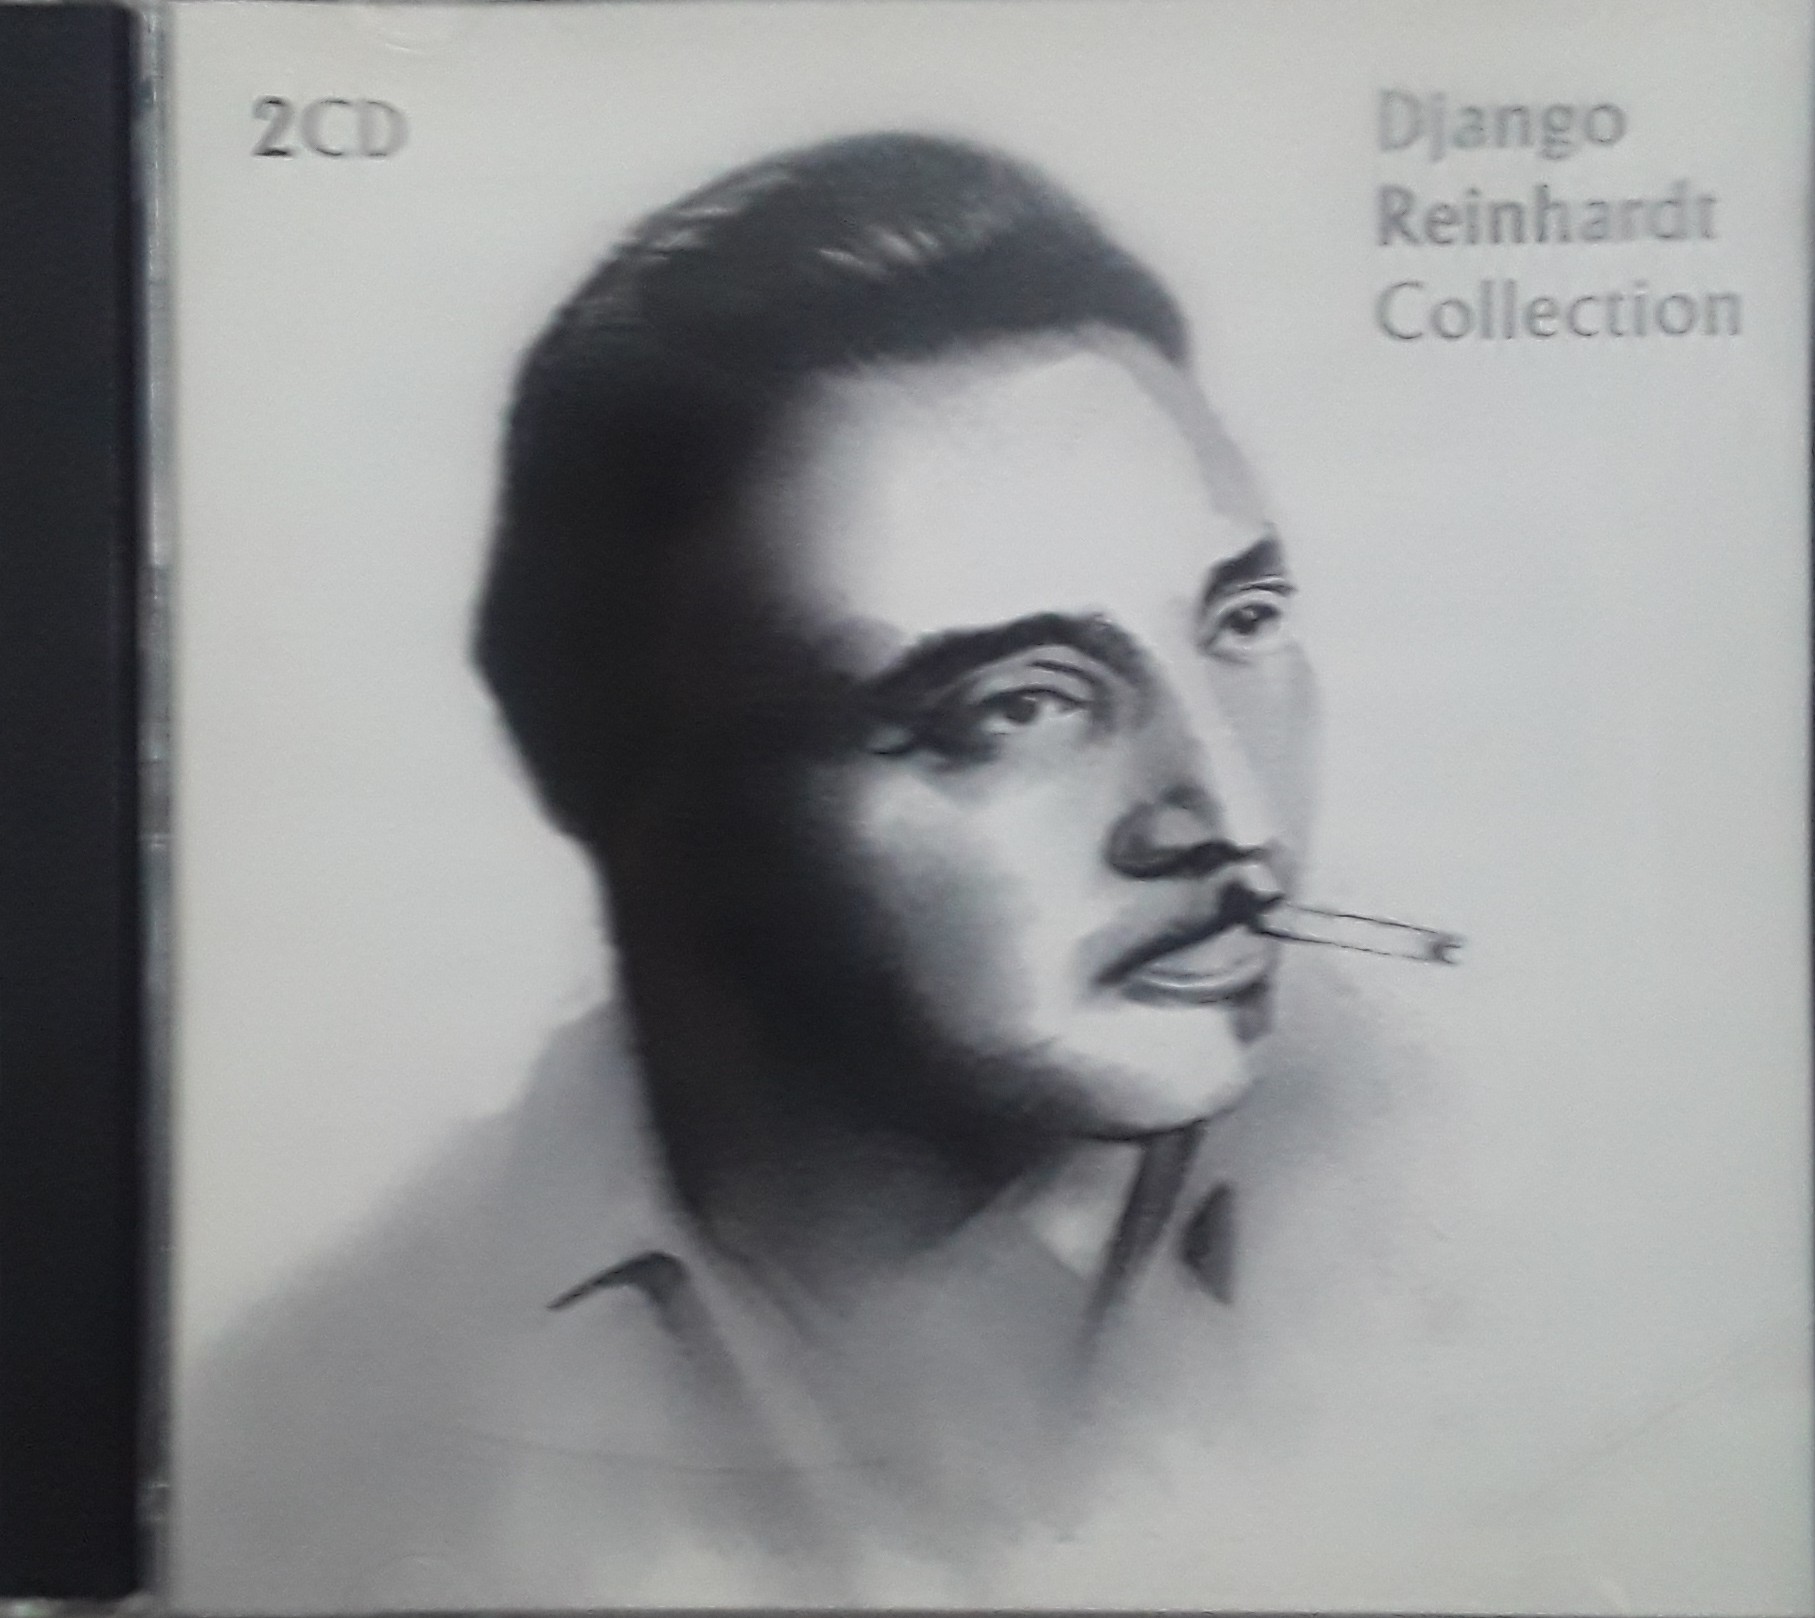 2CD
Django
Reinhardt
Collection